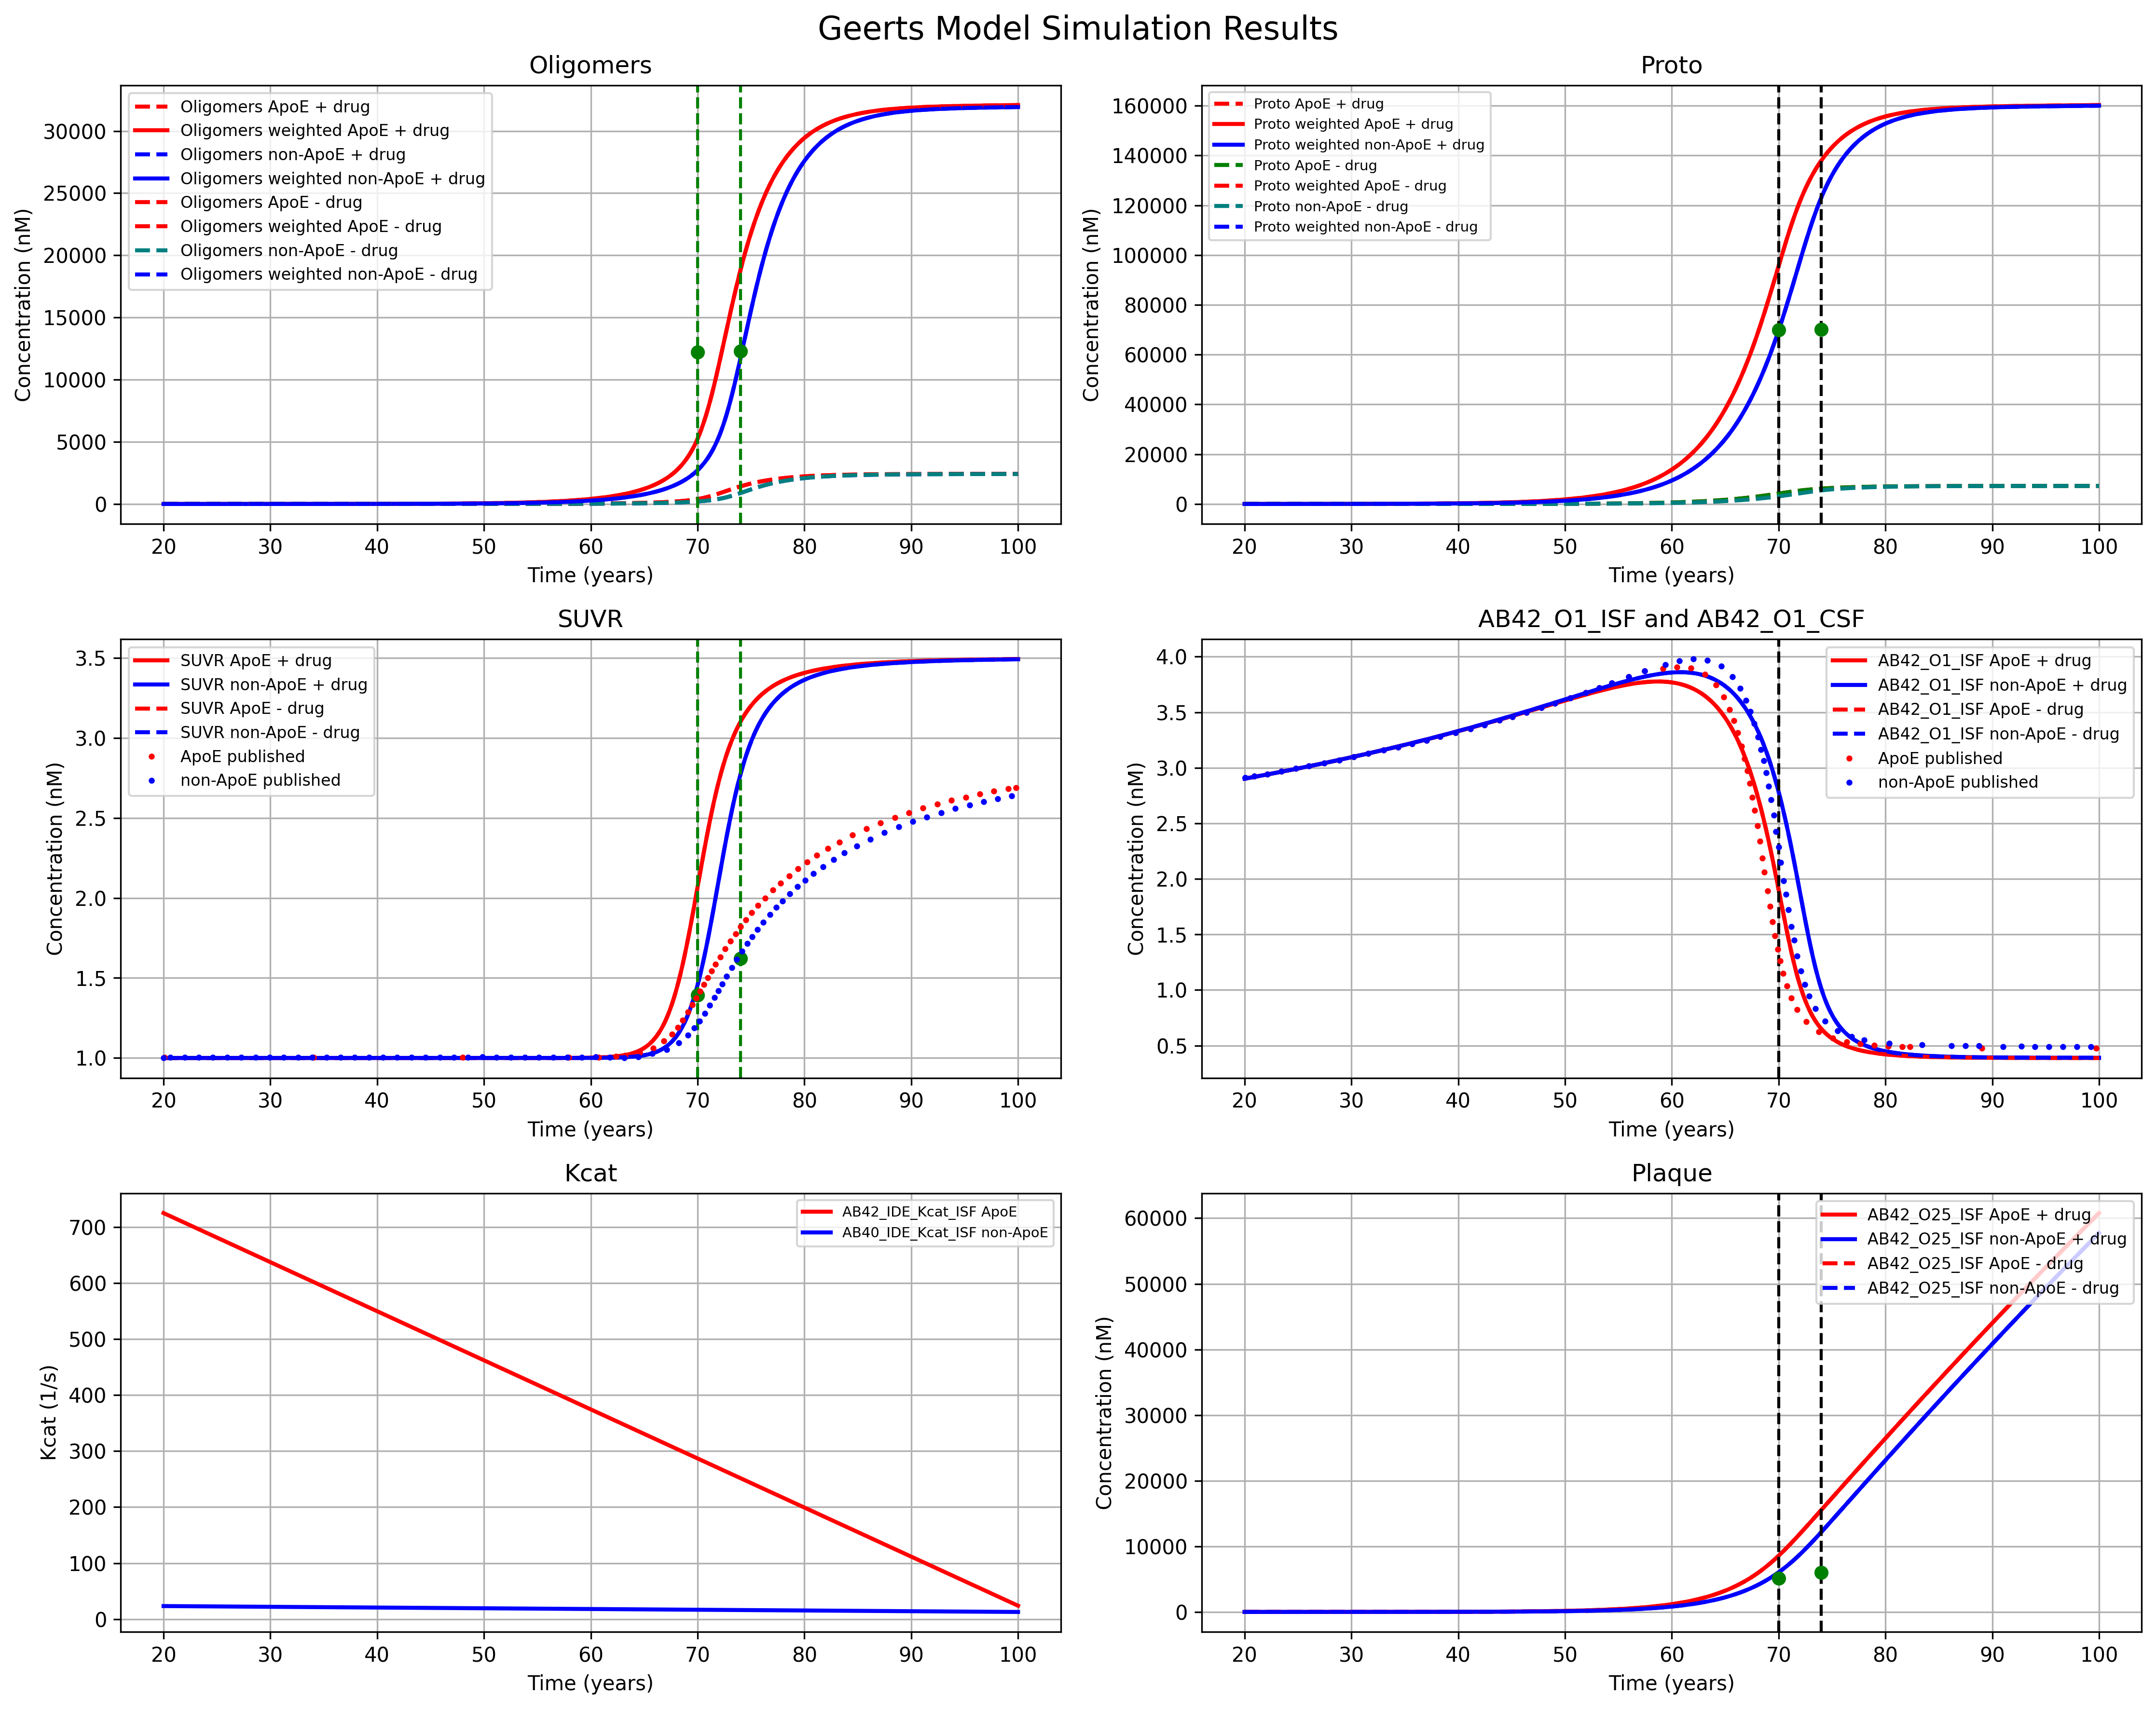 Geerts Model Simulation Results
Oligomers
Concentration (nM)
30000
25000
20000
15000
10000
5000
0
Oligomers ApoE + drug
Oligomers weighted ApoE + drug
Oligomers non-ApoE + drug
Oligomers weighted non-ApoE + drug
Oligomers ApoE - drug
Oligomers weighted ApoE - drug
Oligomers non-ApoE - drug
Oligomers weighted non-ApoE - drug
20 30 40 50 60 70 80 90 100
Time (years)
Proto
Concentration (nM)
160000
140000
120000
100000
80000
60000
40000
20000
0
Proto ApoE + drug
Proto weighted ApoE + drug
Proto weighted non-ApoE + drug
Proto ApoE - drug
Proto weighted ApoE - drug
Proto non-ApoE - drug
Proto weighted non-ApoE - drug
20 30 40 50 60 70 80 90 100
Time (years)
SUVR
Concentration (nM)
3.5
3.0
2.5
2.0
1.5
1.0
SUVR ApoE + drug
SUVR non-ApoE + drug
SUVR ApoE - drug
SUVR non-ApoE - drug
ApoE published
non-ApoE published
20 30 40 50 60 70 80 90 100
Time (years)
AB42_O1_ISF and AB42_O1_CSF
Concentration (nM)
4.0
3.5
3.0
2.5
2.0
1.5
1.0
0.5
AB42_O1_ISF ApoE + drug
AB42_O1_ISF non-ApoE + drug
AB42_O1_ISF ApoE - drug
AB42_O1_ISF non-ApoE - drug
ApoE published
non-ApoE published
20 30 40 50 60 70 80 90 100
Time (years)
Kcat
Kcat (1/s)
700
600
500
400
300
200
100
0
AB42_IDE_Kcat_ISF ApoE
AB40_IDE_Kcat_ISF non-ApoE
20 30 40 50 60 70 80 90 100
Time (years)
Plaque
Concentration (nM)
60000
50000
40000
30000
20000
10000
0
AB42_O25_ISF ApoE + drug
AB42_O25_ISF non-ApoE + drug
AB42_O25_ISF ApoE - drug
AB42_O25_ISF non-ApoE - drug
20 30 40 50 60 70 80 90 100
Time (years)